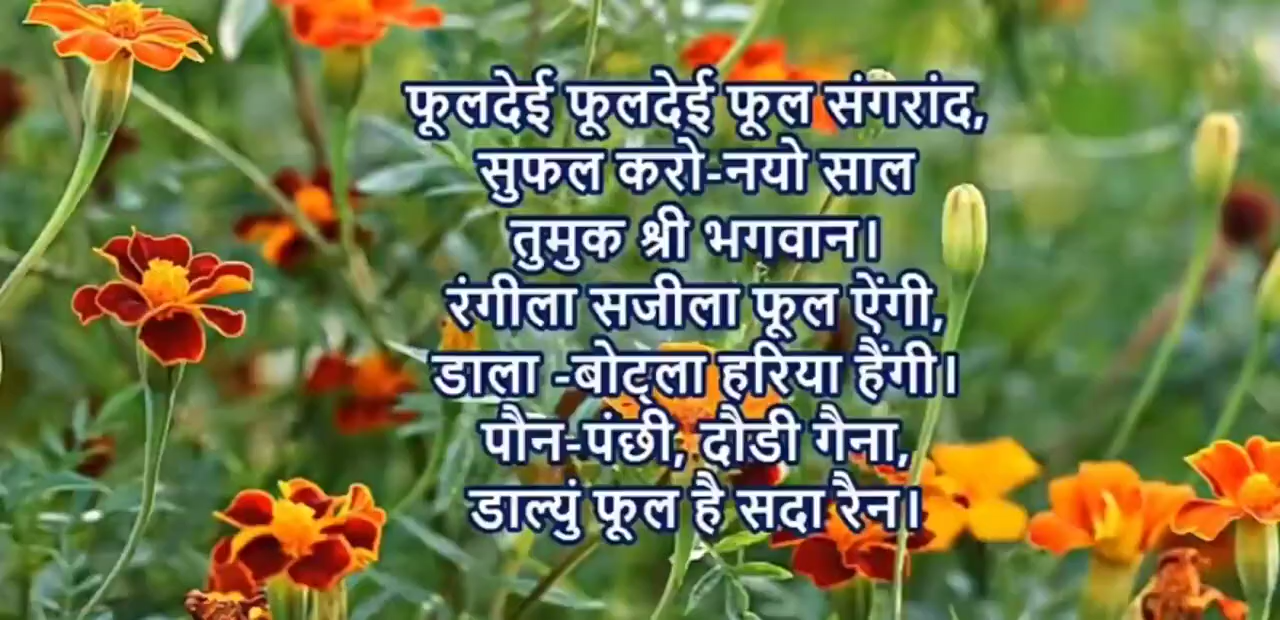 फूलदेई फूलदेई फूल संगरांद,
सुफल करो-नयो साल
तुमुक श्री भगवान।
रंगीला सजीला फूल ऐंगी,
डाला -बोट्ला हरिया हैंगी।
पौन-पंछी, दौडी गैना,
डाल्युं फूल है सदा रैन।